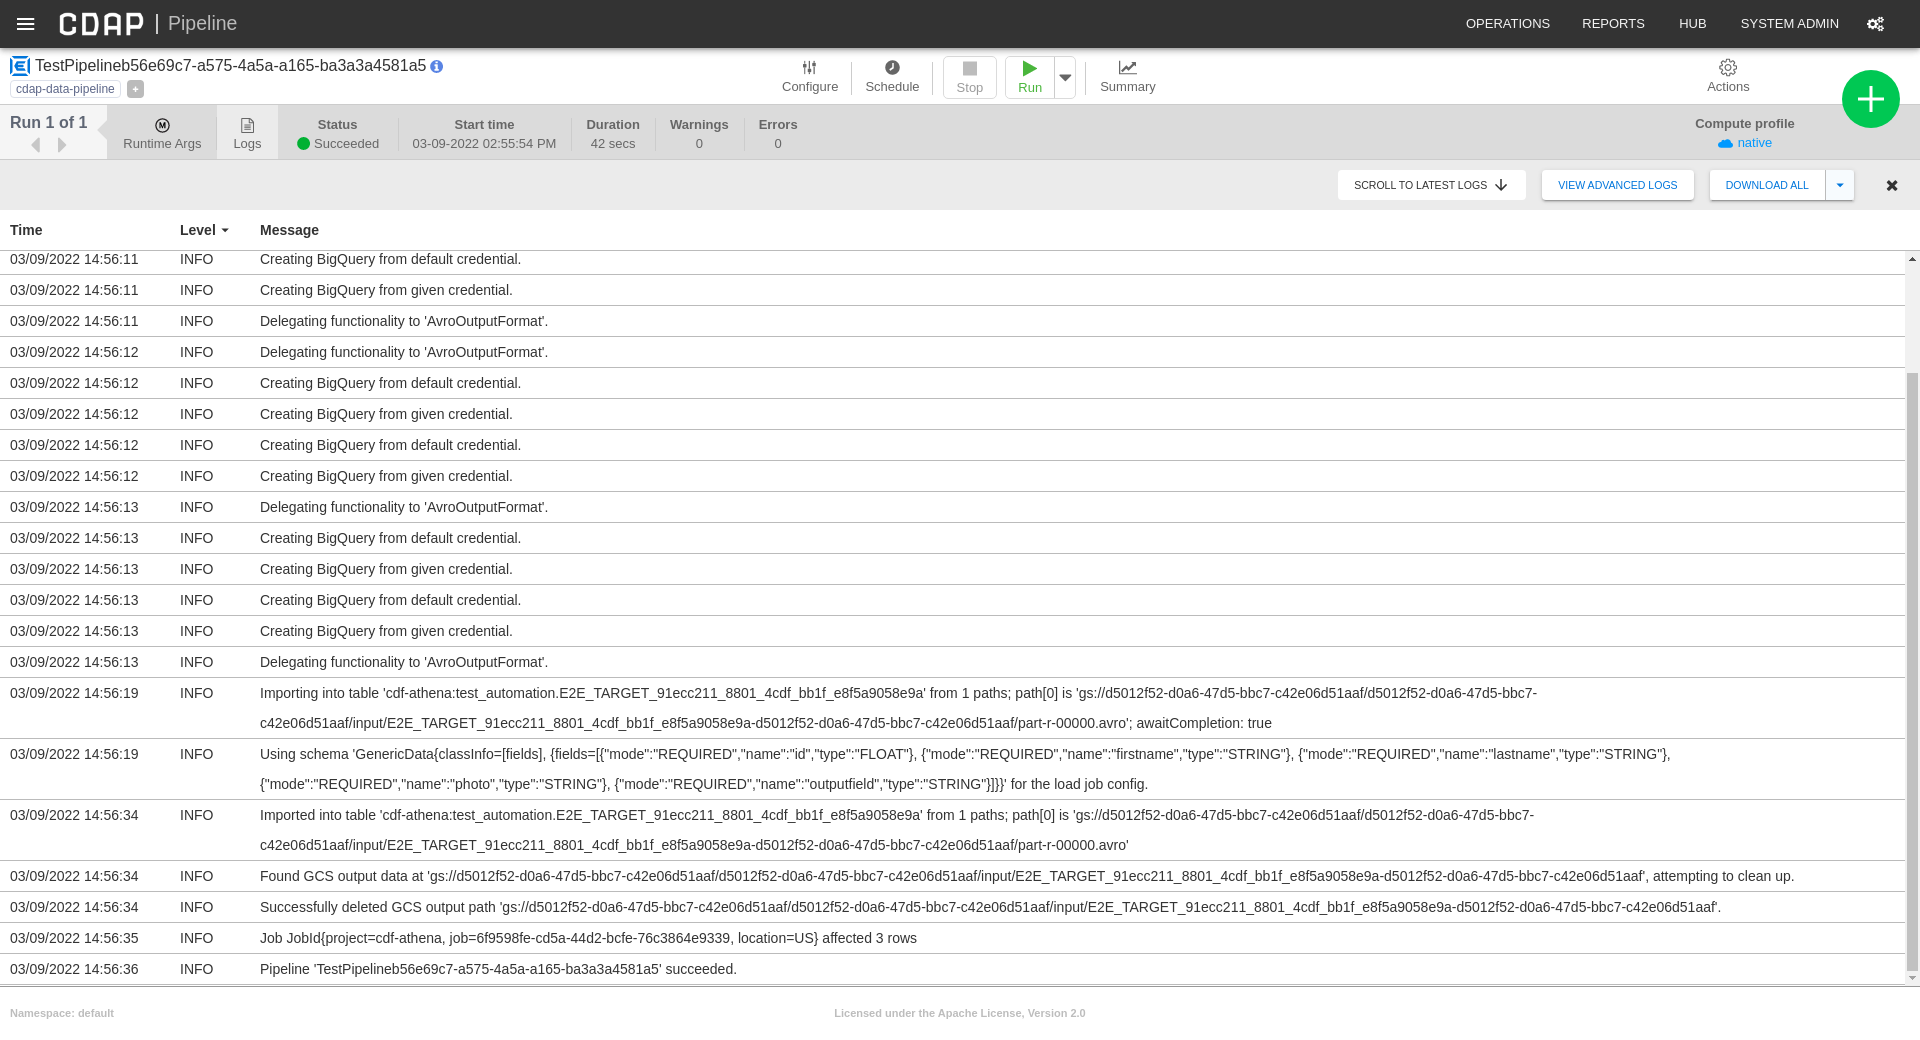 CDAP | Pipeline OPERATIONS REPORTS HUB SYSTEM ADMIN
TestPipelineb56e69c7-a575-4a5a-a165-ba3a3a4581a5
cdap-data-pipeline +
Configure Schedule Stop Run Summary Actions
Run 1 of 1
Runtime Args Logs
Status Start time Duration Warnings Errors Compute profile
Succeeded 03-09-2022 02:55:54 PM 42 secs 0 0 native
SCROLL TO LATEST LOGS VIEW ADVANCED LOGS DOWNLOAD ALL
Time Level Message
03/09/2022 14:56:11 INFO Creating BigQuery from default credential.
03/09/2022 14:56:11 INFO Creating BigQuery from given credential.
03/09/2022 14:56:11 INFO Delegating functionality to 'AvroOutputFormat'.
03/09/2022 14:56:12 INFO Delegating functionality to 'AvroOutputFormat'.
03/09/2022 14:56:12 INFO Creating BigQuery from default credential.
03/09/2022 14:56:12 INFO Creating BigQuery from given credential.
03/09/2022 14:56:12 INFO Creating BigQuery from default credential.
03/09/2022 14:56:12 INFO Creating BigQuery from given credential.
03/09/2022 14:56:13 INFO Delegating functionality to 'AvroOutputFormat'.
03/09/2022 14:56:13 INFO Creating BigQuery from default credential.
03/09/2022 14:56:13 INFO Creating BigQuery from given credential.
03/09/2022 14:56:13 INFO Creating BigQuery from default credential.
03/09/2022 14:56:13 INFO Creating BigQuery from given credential.
03/09/2022 14:56:13 INFO Delegating functionality to 'AvroOutputFormat'.
03/09/2022 14:56:19 INFO Importing into table 'cdf-athena:test_automation.E2E_TARGET_91ecc211_8801_4cdf_bb1f_e8f5a9058e9a' from 1 paths; path[0] is 'gs://d5012f52-d0a6-47d5-bbc7-c42e06d51aaf/d5012f52-d0a6-47d5-bbc7-
c42e06d51aaf/input/E2E_TARGET_91ecc211_8801_4cdf_bb1f_e8f5a9058e9a-d5012f52-d0a6-47d5-bbc7-c42e06d51aaf/part-r-00000.avro'; awaitCompletion: true
03/09/2022 14:56:19 INFO Using schema 'GenericData{classInfo=[fields], {fields=[{"mode":"REQUIRED","name":"id","type":"FLOAT"}, {"mode":"REQUIRED","name":"firstname","type":"STRING"}, {"mode":"REQUIRED","name":"lastname","type":"STRING"},
{"mode":"REQUIRED","name":"photo","type":"STRING"}, {"mode":"REQUIRED","name":"outputfield","type":"STRING"}]}}' for the load job config.
03/09/2022 14:56:34 INFO Imported into table 'cdf-athena:test_automation.E2E_TARGET_91ecc211_8801_4cdf_bb1f_e8f5a9058e9a' from 1 paths; path[0] is 'gs://d5012f52-d0a6-47d5-bbc7-c42e06d51aaf/d5012f52-d0a6-47d5-bbc7-
c42e06d51aaf/input/E2E_TARGET_91ecc211_8801_4cdf_bb1f_e8f5a9058e9a-d5012f52-d0a6-47d5-bbc7-c42e06d51aaf/part-r-00000.avro'
03/09/2022 14:56:34 INFO Found GCS output data at 'gs://d5012f52-d0a6-47d5-bbc7-c42e06d51aaf/d5012f52-d0a6-47d5-bbc7-c42e06d51aaf/input/E2E_TARGET_91ecc211_8801_4cdf_bb1f_e8f5a9058e9a-d5012f52-d0a6-47d5-bbc7-c42e06d51aaf', attempting to clean up.
03/09/2022 14:56:34 INFO Successfully deleted GCS output path 'gs://d5012f52-d0a6-47d5-bbc7-c42e06d51aaf/d5012f52-d0a6-47d5-bbc7-c42e06d51aaf/input/E2E_TARGET_91ecc211_8801_4cdf_bb1f_e8f5a9058e9a-d5012f52-d0a6-47d5-bbc7-c42e06d51aaf'.
03/09/2022 14:56:35 INFO Job JobId{project=cdf-athena, job=6f9598fe-cd5a-44d2-bcfe-76c3864e9339, location=US} affected 3 rows
03/09/2022 14:56:36 INFO Pipeline 'TestPipelineb56e69c7-a575-4a5a-a165-ba3a3a4581a5' succeeded.
Namespace: default Licensed under the Apache License, Version 2.0